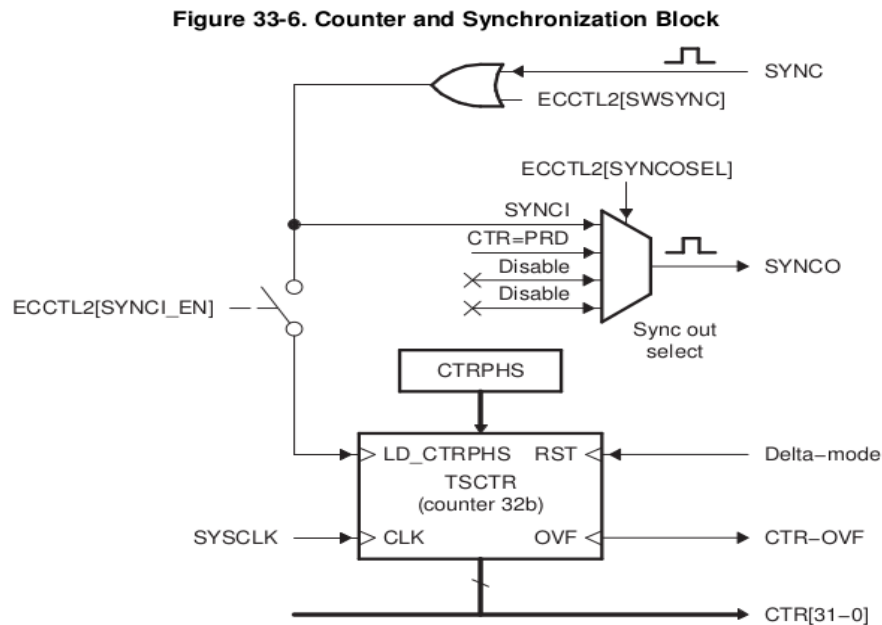 Figure 33-6. Counter and Synchronization Block
SYNC
ECCTL2[SWSYNC]
ECCTL2[SYNCOSEL]
SYNCI
CTR=PRD
Disable
Disable
SYNCO
ECCTL2[SYNCI_EN]
Sync out
select
CTRPHS
LD_CTRPHS RST
Delta−mode
TSCTR
(counter 32b)
SYSCLK
CLK OVF
CTR−OVF
CTR[31−0]